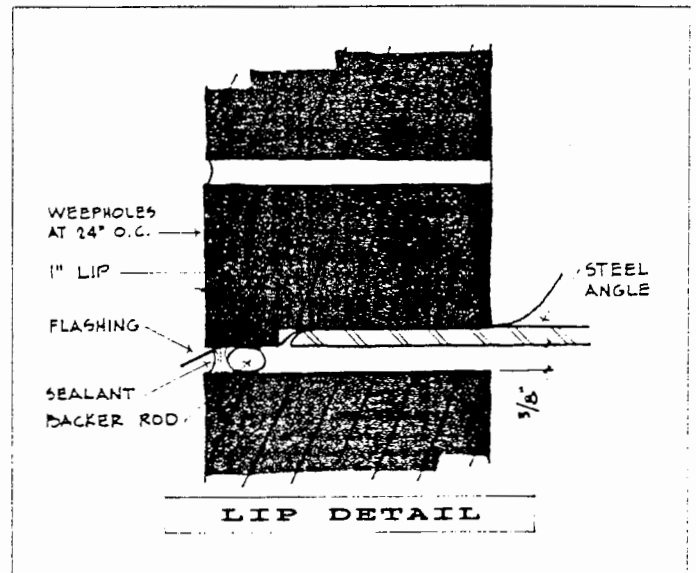 WEEPHOLES
AT 24" O.C.
1" LIP
FLASHING
SEALANT
BACKER ROD
STEEL
ANGLE
3/8"
LIP DETAIL